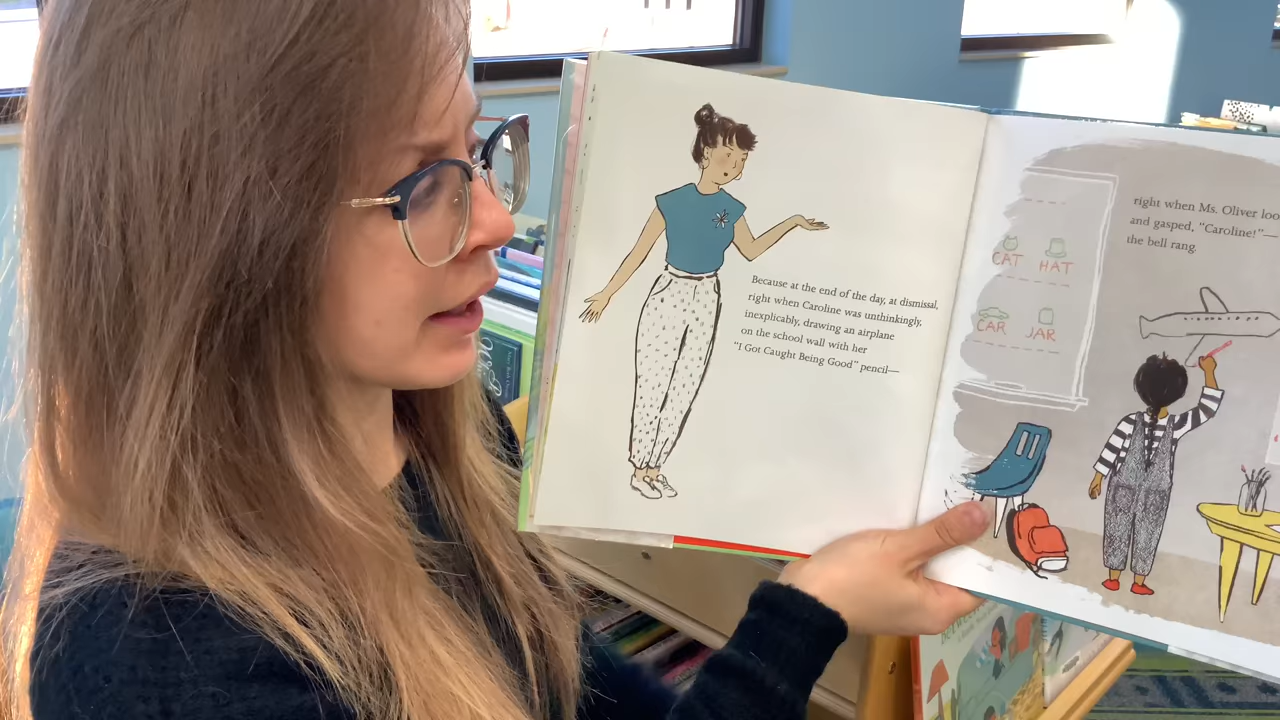 Because at the end of the day, at dismissal,
right when Caroline was unthinkingly,
inexplicably, drawing an airplane
on the school wall with her
“I Got Caught Being Good” pencil—
right when Ms. Oliver
and gasped, “Caroline!”—
the bell rang.
CAT HAT
CAR JAR